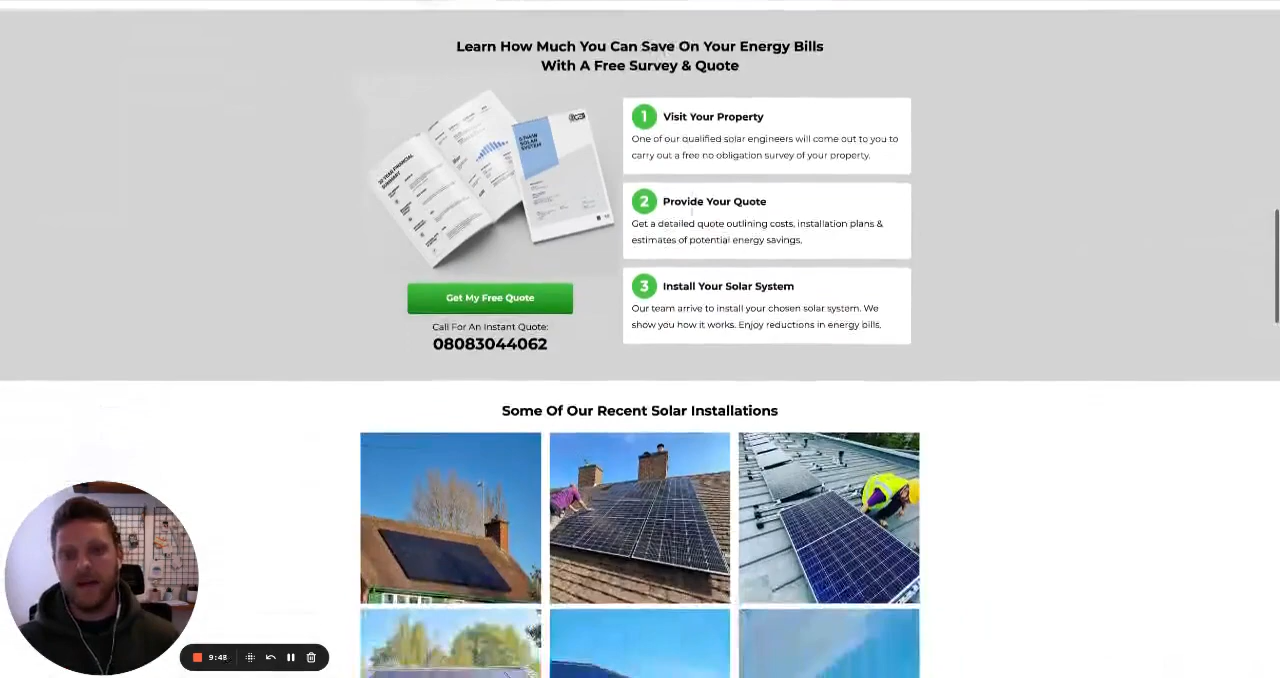 Learn How Much You Can Save On Your Energy Bills
With A Free Survey & Quote
1 Visit Your Property
One of our qualified solar engineers will come out to you to
carry out a free no obligation survey of your property.
2 Provide Your Quote
Get a detailed quote outlining costs, installation plans &
estimates of potential energy savings.
3 Install Your Solar System
Our team arrive to install your chosen solar system. We
show you how it works. Enjoy reductions in energy bills.
SOLAR
SYSTEM
Get My Free Quote
Call For An Instant Quote:
08083044062
Some Of Our Recent Solar Installations
9:48